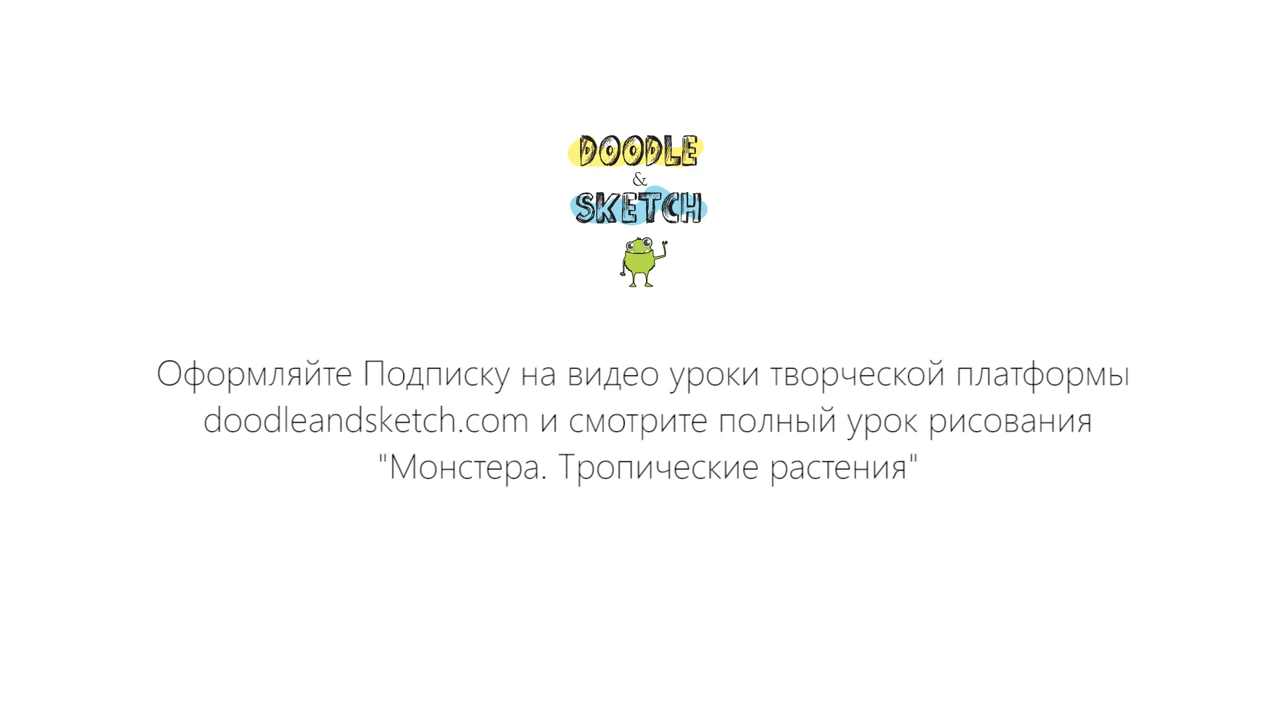 DOODLE
&
SKETCH
Оформляйте Подписку на видео уроки творческой платформы
doodleandsketch.com и смотрите полный урок рисования
"Монстера. Тропические растения"